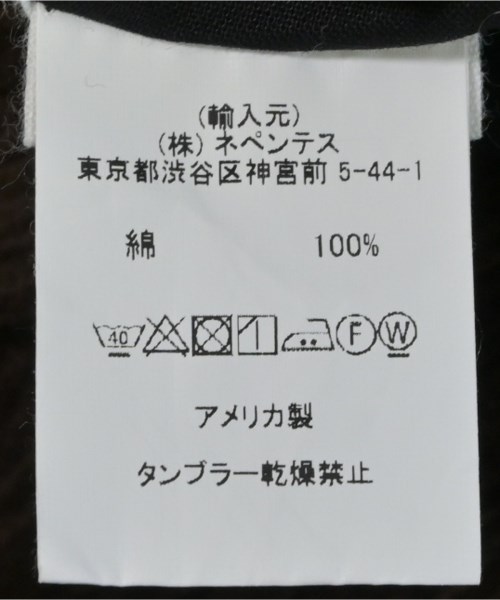 (輸入元)
(株) ネペンテス
東京都渋谷区神宮前 5-44-1
綿 100%
40 F W
アメリカ製
タンブラー乾燥禁止